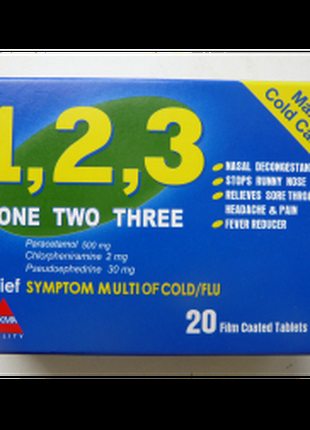 1,2,3
Cold Ca
ONE TWO THREE
NASAL DECONGESTAN
STOPS RUNNY NOSE
RELIEVES SORE THRO
HEADACHE & PAIN
FEVER REDUCER
Paracetamol 500 mg
Chlorpheniramine 2 mg
Pseudoephedrine 30 mg
ief SYMPTOM MULTI OF COLD/FLU
20 Film Coated Tablets
LITY